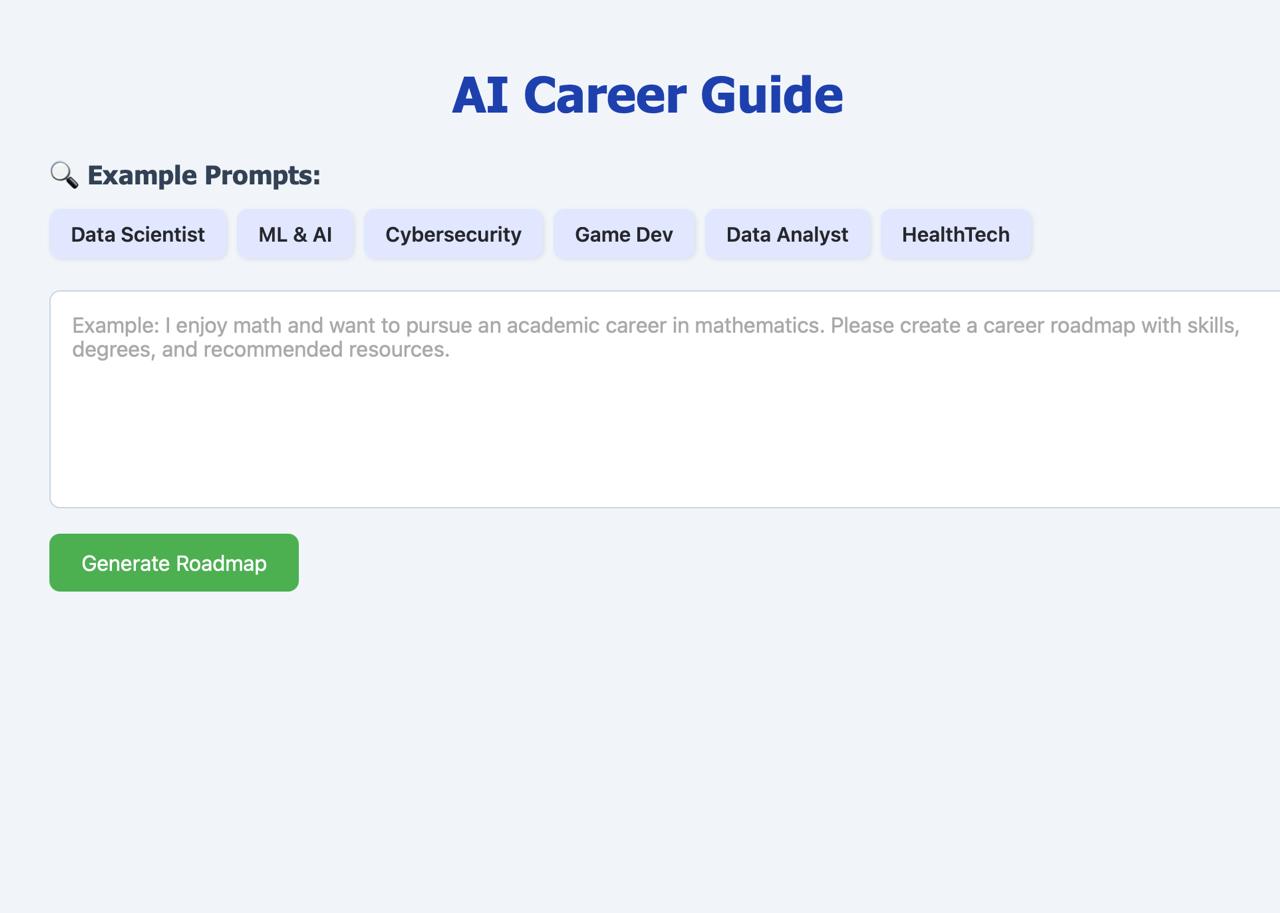 AI Career Guide
🔍 Example Prompts:
Data Scientist ML & AI Cybersecurity Game Dev Data Analyst HealthTech
Example: I enjoy math and want to pursue an academic career in mathematics. Please create a career roadmap with skills,
degrees, and recommended resources.
Generate Roadmap